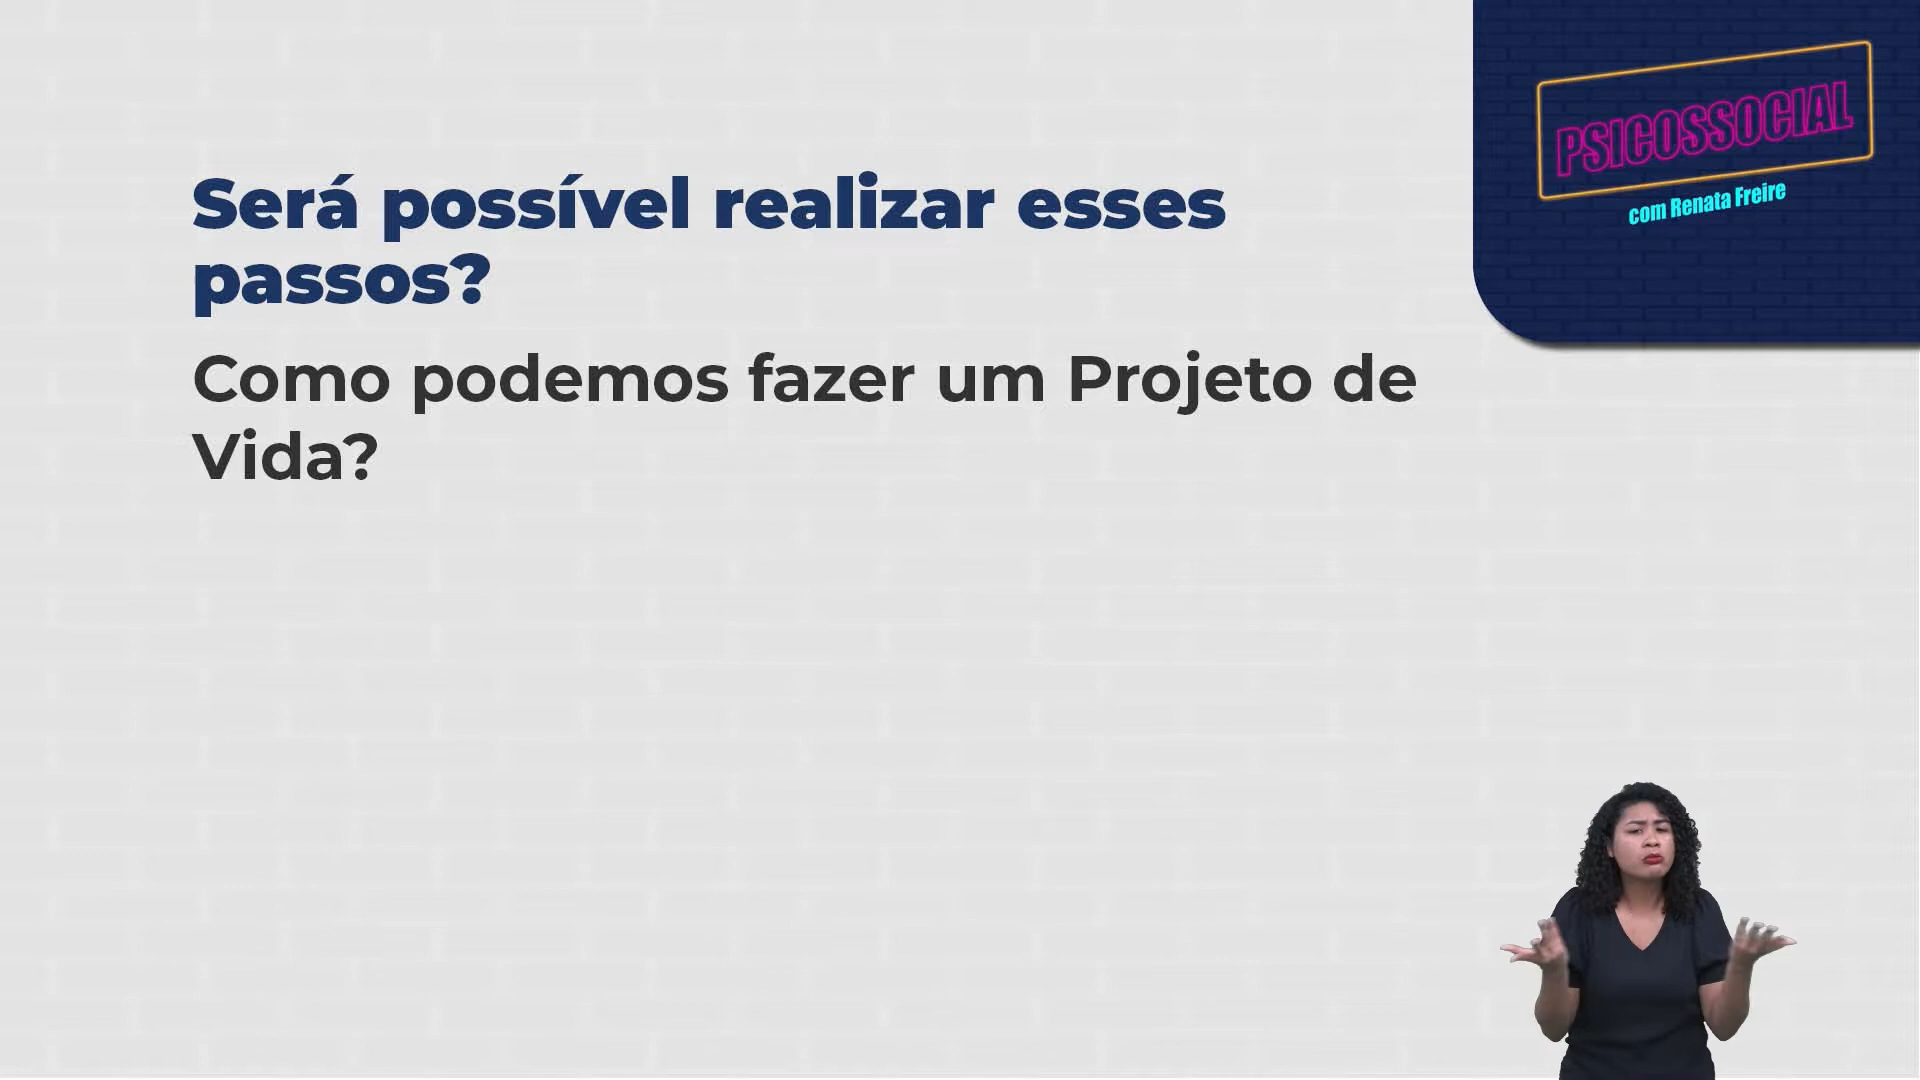 Será possível realizar esses
passos?
Como podemos fazer um Projeto de
Vida?
PSICOSSOCIAL
com Renata Freire